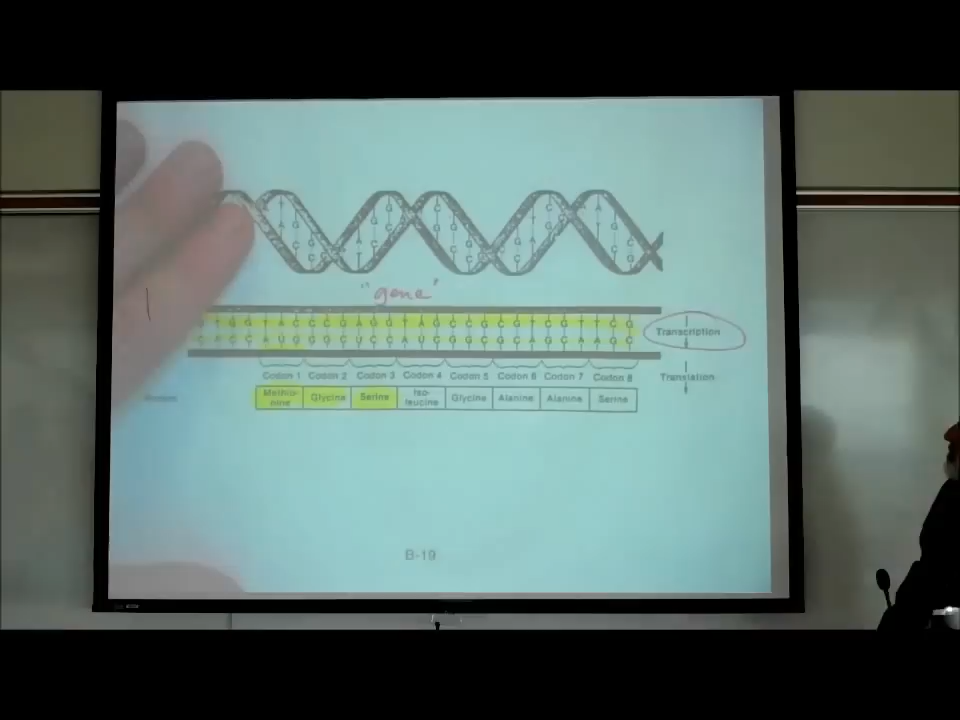 "gene"
T G G T A C C C G A G G T A G C C G C G T C G T T C G
C A C C A U G G G C U C C A U C G G C G C A G C A A G C
Transcription
Codon 1 Codon 2 Codon 3 Codon 4 Codon 5 Codon 6 Codon 7 Codon 8
Translation
Methio-
nine Glycine Serine Iso-
leucine Glycine Alanine Alanine Serine
B-19